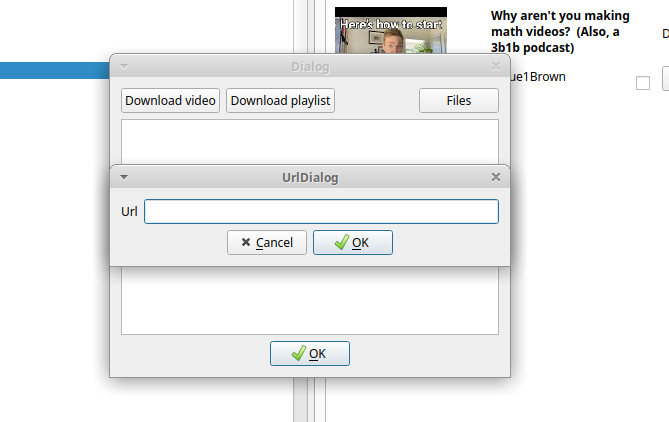 Here's how to start
Why aren't you making
math videos? (Also, a
3b1b podcast)
D
ue1Brown
Dialog
Download video
Download playlist
Files
UrlDialog
Url
Cancel
OK
OK